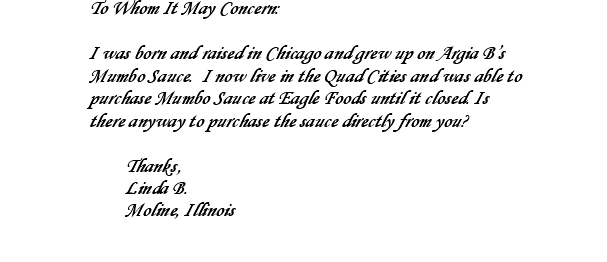 To Whom It May Concern:
I was born and raised in Chicago and grew up on Argia B's
Mumbo Sauce. I now live in the Quad Cities and was able to
purchase Mumbo Sauce at Eagle Foods until it closed. Is
there anyway to purchase the sauce directly from you?
Thanks,
Linda B.
Moline, Illinois